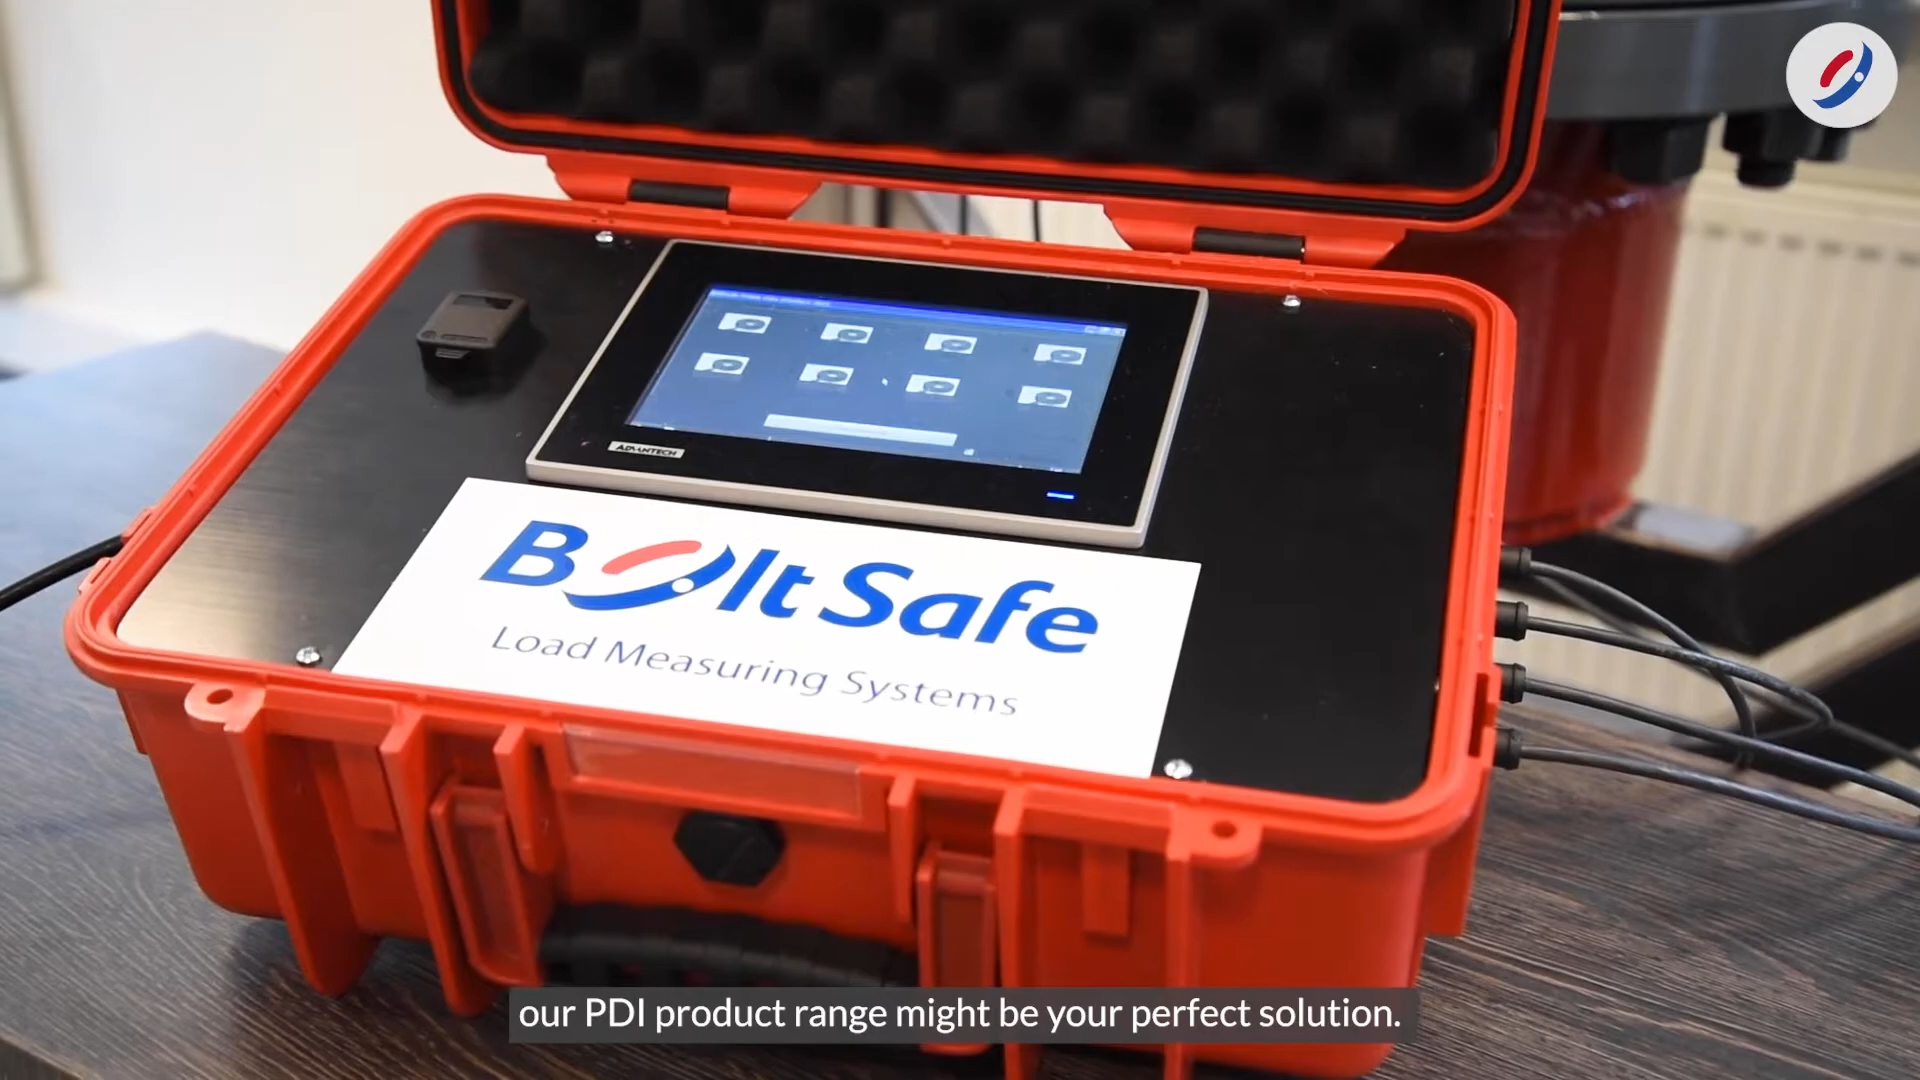 ADVANTECH
BoltSafe
Load Measuring Systems
our PDI product range might be your perfect solution.